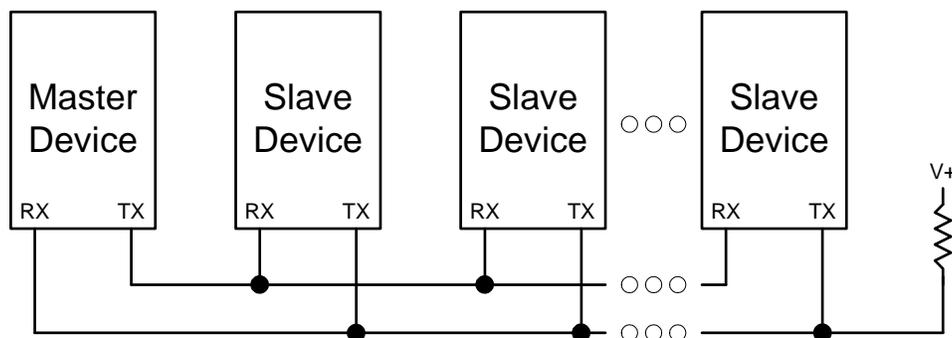 Master
Device
Slave
Device
Slave
Device
Slave
Device
RX TX
RX TX
RX TX
RX TX
V+